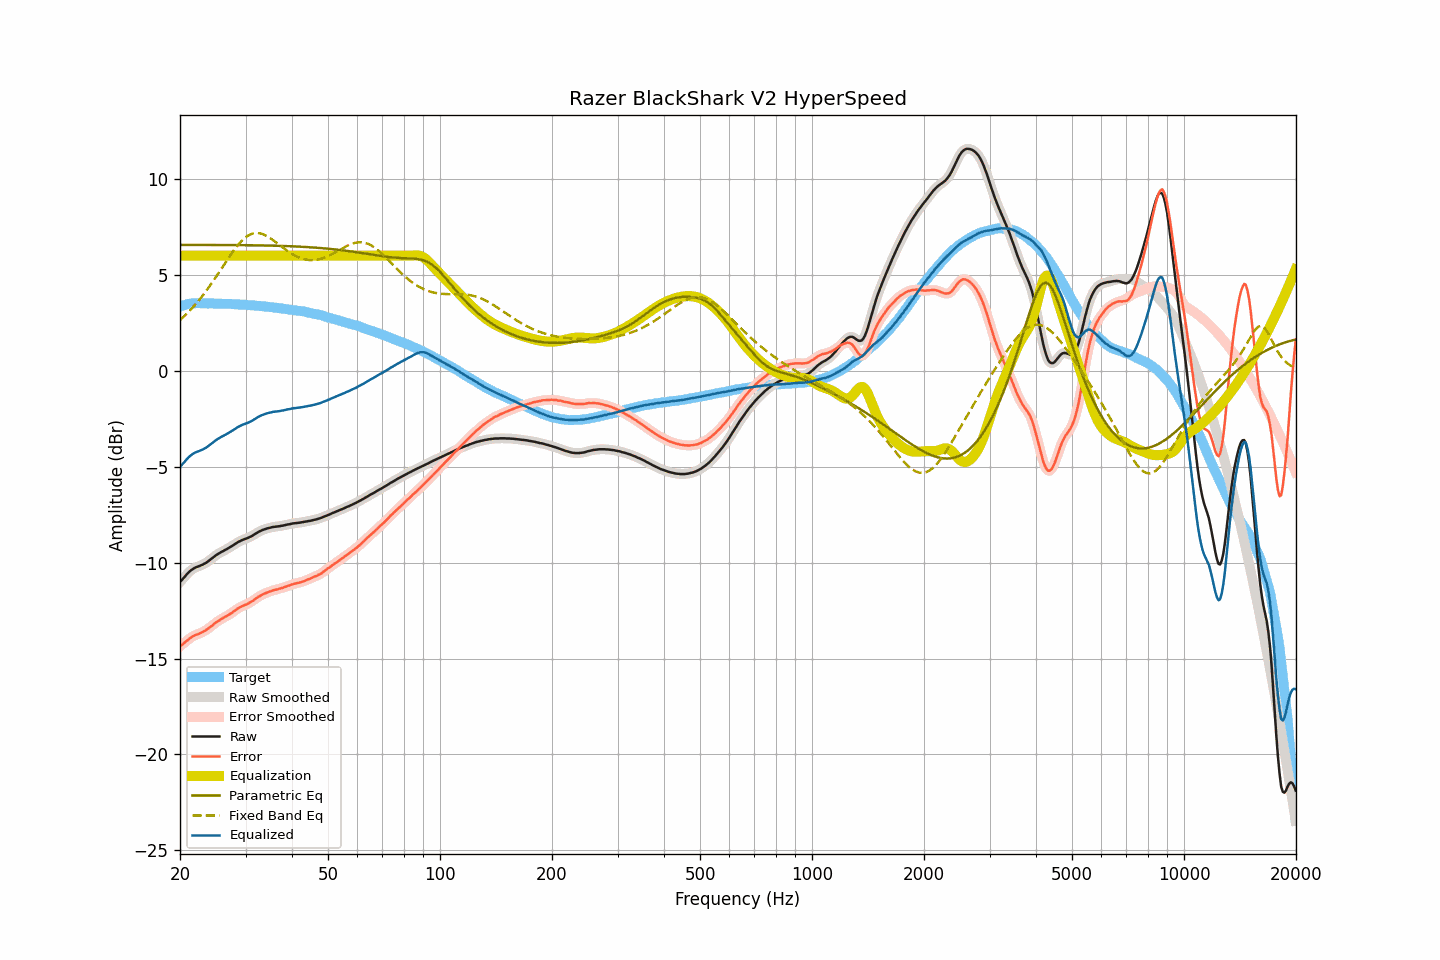 Razer BlackShark V2 HyperSpeed
Amplitude (dBr)
10
5
0
−5
−10
−15
−20
−25
Target
Raw Smoothed
Error Smoothed
Raw
Error
Equalization
Parametric Eq
Fixed Band Eq
Equalized
20 50 100 200 500 1000 2000 5000 10000 20000
Frequency (Hz)